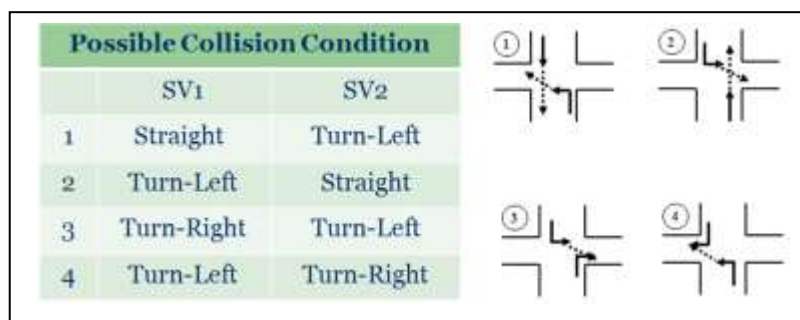 Possible Collision Condition
SV1 SV2
1 Straight Turn-Left
2 Turn-Left Straight
3 Turn-Right Turn-Left
4 Turn-Left Turn-Right
1 2
3 4